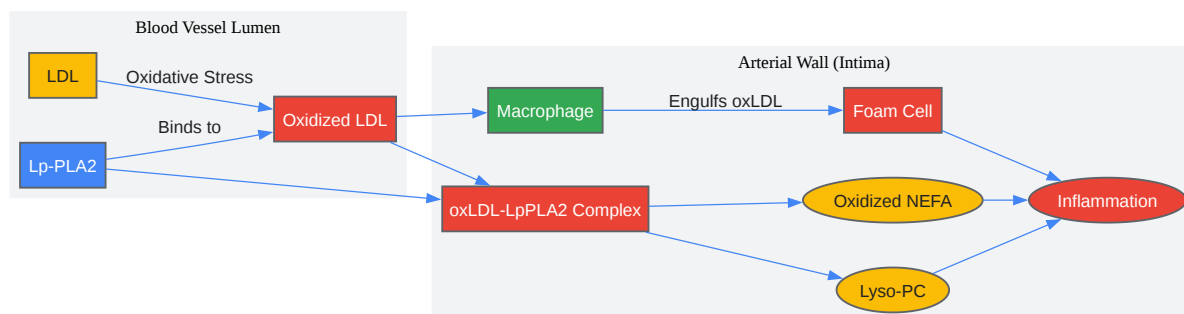 Blood Vessel Lumen
LDL
Oxidative Stress
Binds to
Lp-PLA2
Oxidized LDL
Arterial Wall (Intima)
Macrophage
Engulfs oxLDL
Foam Cell
oxLDL-LpPLA2 Complex
Oxidized NEFA
Inflammation
Lyso-PC